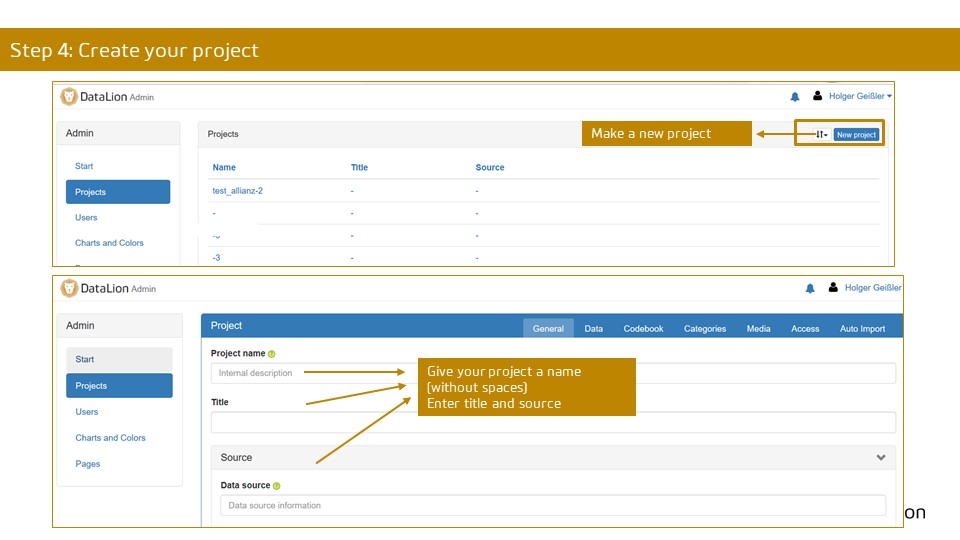 Step 4: Create your project
DataLion Admin
Holger Geißler
Admin
Projects
Make a new project
New project
Start
Name Title Source
Projects
test_allianz-2 - -
Users
- - -
Charts and Colors
- -
-3 -
DataLion Admin
Holger Geißler
Admin
Project General Data Codebook Categories Media Access Auto Import
Start
Project name ?
Projects
Internal description
Give your project a name
(without spaces)
Enter title and source
Users
Title
Charts and Colors
Pages
Source
Data source ?
Data source information
on